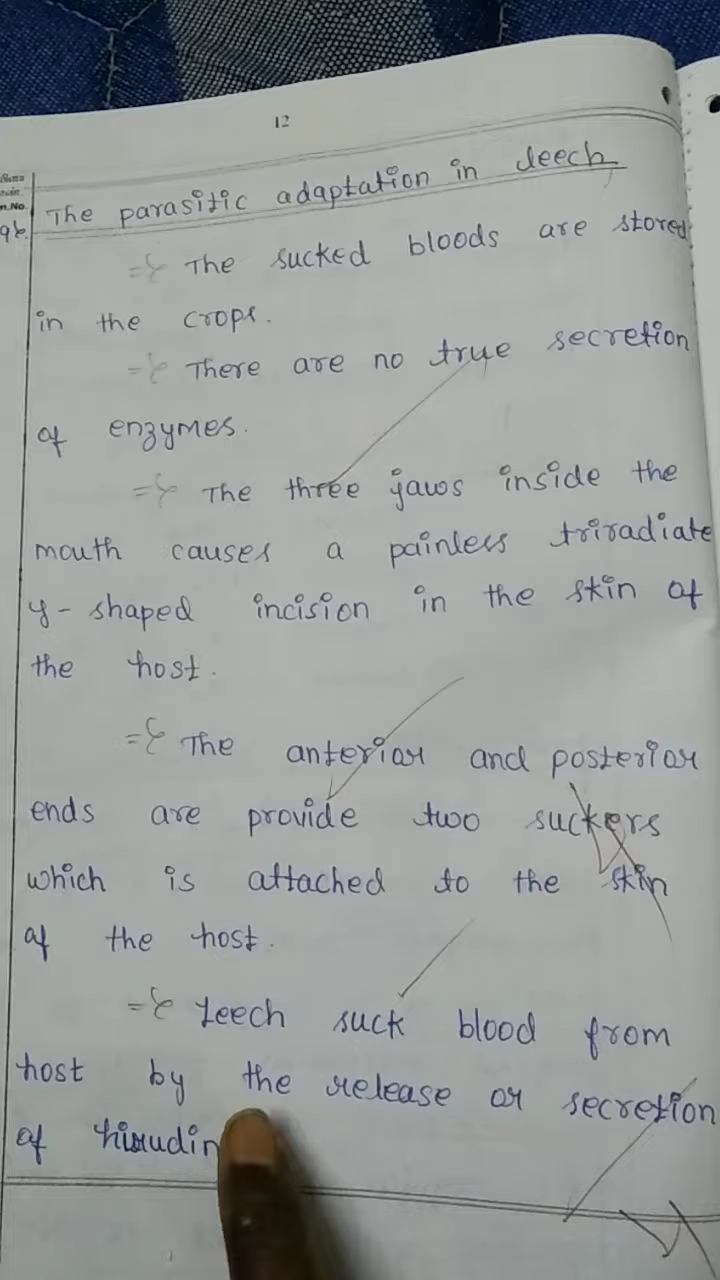 12
n.No.
The parasitic adaptation in leech
=> The sucked bloods are stored
in the crops.
=> There are no true secretion
of enzymes.
=> The three jaws inside the
mouth causes a painless triradiate
y-shaped incision in the skin of
the host.
=> The anterior and posterior
ends are provide two suckers
which is attached to the skin
of the host.
=> Leech suck blood from
host by the release or secretion
of hirudin